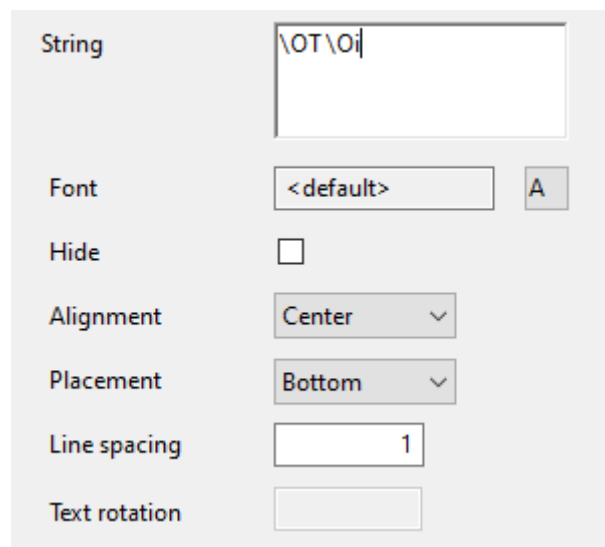 String \OT\Oi
Font <default> A
Hide
Alignment Center
Placement Bottom
Line spacing 1
Text rotation